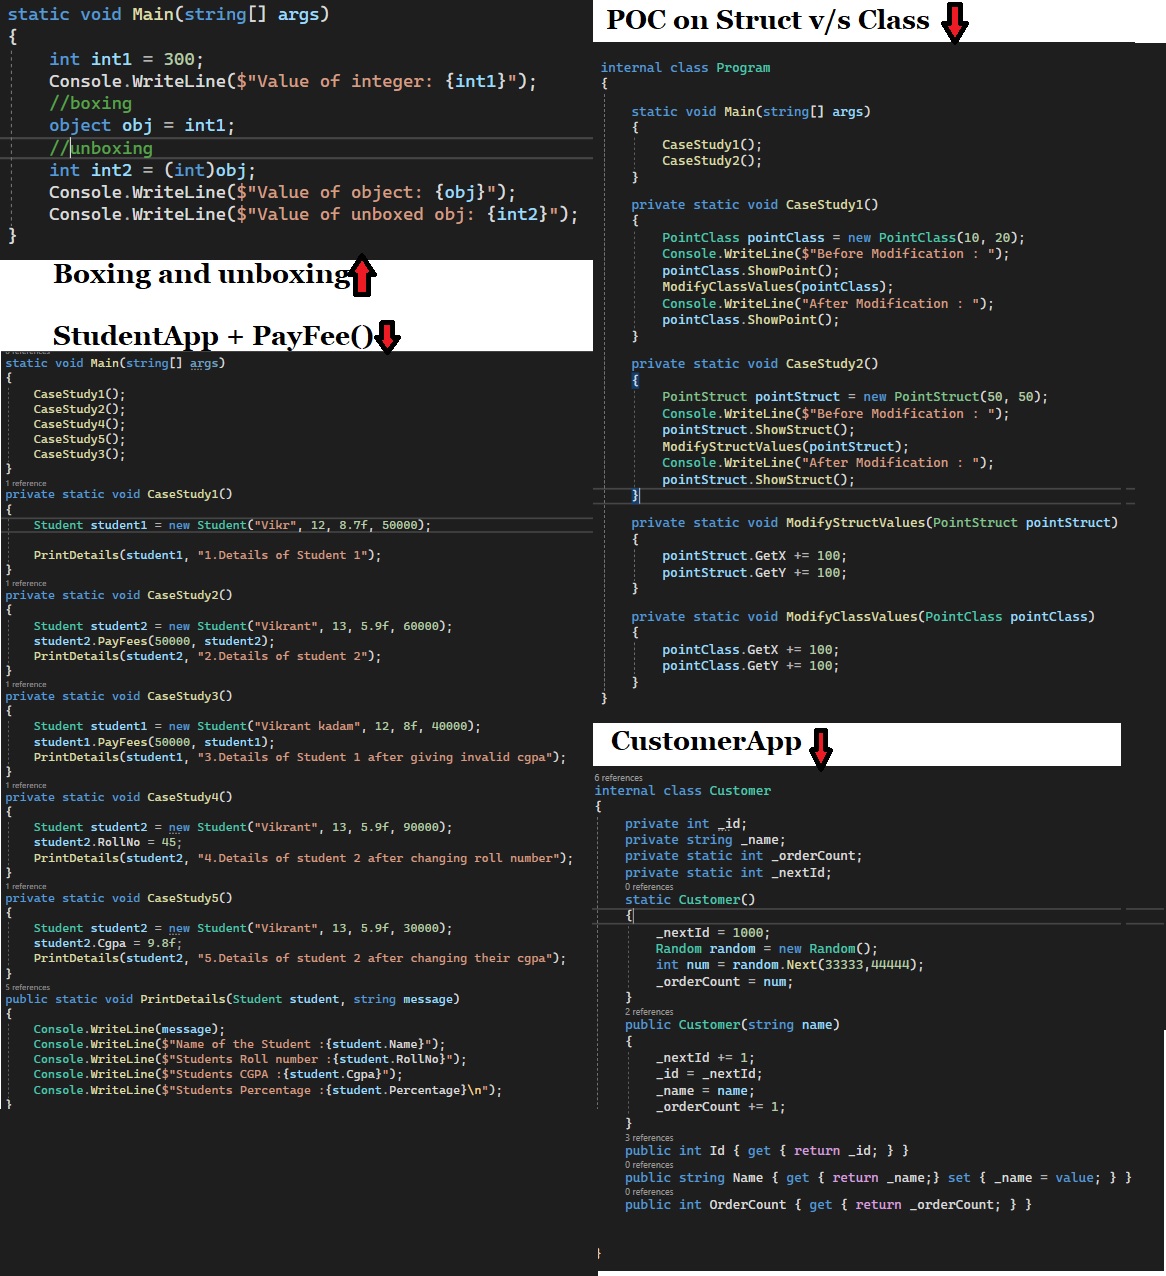 static void Main(string[] args)
{
int int1 = 300;
Console.WriteLine($"Value of integer: {int1}");
//boxing
object obj = int1;
//unboxing
int int2 = (int)obj;
Console.WriteLine($"Value of object: {obj}");
Console.WriteLine($"Value of unboxed obj: {int2}");
}
Boxing and unboxing
StudentApp + PayFee()
0 references
static void Main(string[] args)
{
CaseStudy1();
CaseStudy2();
CaseStudy4();
CaseStudy5();
CaseStudy3();
}
1 reference
private static void CaseStudy1()
{
Student student1 = new Student("Vikr", 12, 8.7f, 50000);
PrintDetails(student1, "1.Details of Student 1");
}
1 reference
private static void CaseStudy2()
{
Student student2 = new Student("Vikrant", 13, 5.9f, 60000);
student2.PayFees(50000, student2);
PrintDetails(student2, "2.Details of student 2");
}
1 reference
private static void CaseStudy3()
{
Student student1 = new Student("Vikrant kadam", 12, 8f, 40000);
student1.PayFees(50000, student1);
PrintDetails(student1, "3.Details of Student 1 after giving invalid cgpa");
}
1 reference
private static void CaseStudy4()
{
Student student2 = new Student("Vikrant", 13, 5.9f, 90000);
student2.RollNo = 45;
PrintDetails(student2, "4.Details of student 2 after changing roll number");
}
1 reference
private static void CaseStudy5()
{
Student student2 = new Student("Vikrant", 13, 5.9f, 30000);
student2.Cgpa = 9.8f;
PrintDetails(student2, "5.Details of student 2 after changing their cgpa");
}
5 references
public static void PrintDetails(Student student, string message)
{
Console.WriteLine(message);
Console.WriteLine($"Name of the Student :{student.Name}");
Console.WriteLine($"Students Roll number :{student.RollNo}");
Console.WriteLine($"Students CGPA :{student.Cgpa}");
Console.WriteLine($"Students Percentage :{student.Percentage}\n");
}
POC on Struct v/s Class
internal class Program
{
static void Main(string[] args)
{
CaseStudy1();
CaseStudy2();
}
private static void CaseStudy1()
{
PointClass pointClass = new PointClass(10, 20);
Console.WriteLine($"Before Modification : ");
pointClass.ShowPoint();
ModifyClassValues(pointClass);
Console.WriteLine("After Modification : ");
pointClass.ShowPoint();
}
private static void CaseStudy2()
{
PointStruct pointStruct = new PointStruct(50, 50);
Console.WriteLine($"Before Modification : ");
pointStruct.ShowStruct();
ModifyStructValues(pointStruct);
Console.WriteLine("After Modification : ");
pointStruct.ShowStruct();
}
private static void ModifyStructValues(PointStruct pointStruct)
{
pointStruct.GetX += 100;
pointStruct.GetY += 100;
}
private static void ModifyClassValues(PointClass pointClass)
{
pointClass.GetX += 100;
pointClass.GetY += 100;
}
}
CustomerApp
6 references
internal class Customer
{
private int _id;
private string _name;
private static int _orderCount;
private static int _nextId;
0 references
static Customer()
{
_nextId = 1000;
Random random = new Random();
int num = random.Next(33333,44444);
_orderCount = num;
}
2 references
public Customer(string name)
{
_nextId += 1;
_id = _nextId;
_name = name;
_orderCount += 1;
}
3 references
public int Id { get { return _id; } }
0 references
public string Name { get { return _name;} set { _name = value; } }
0 references
public int OrderCount { get { return _orderCount; } }
}